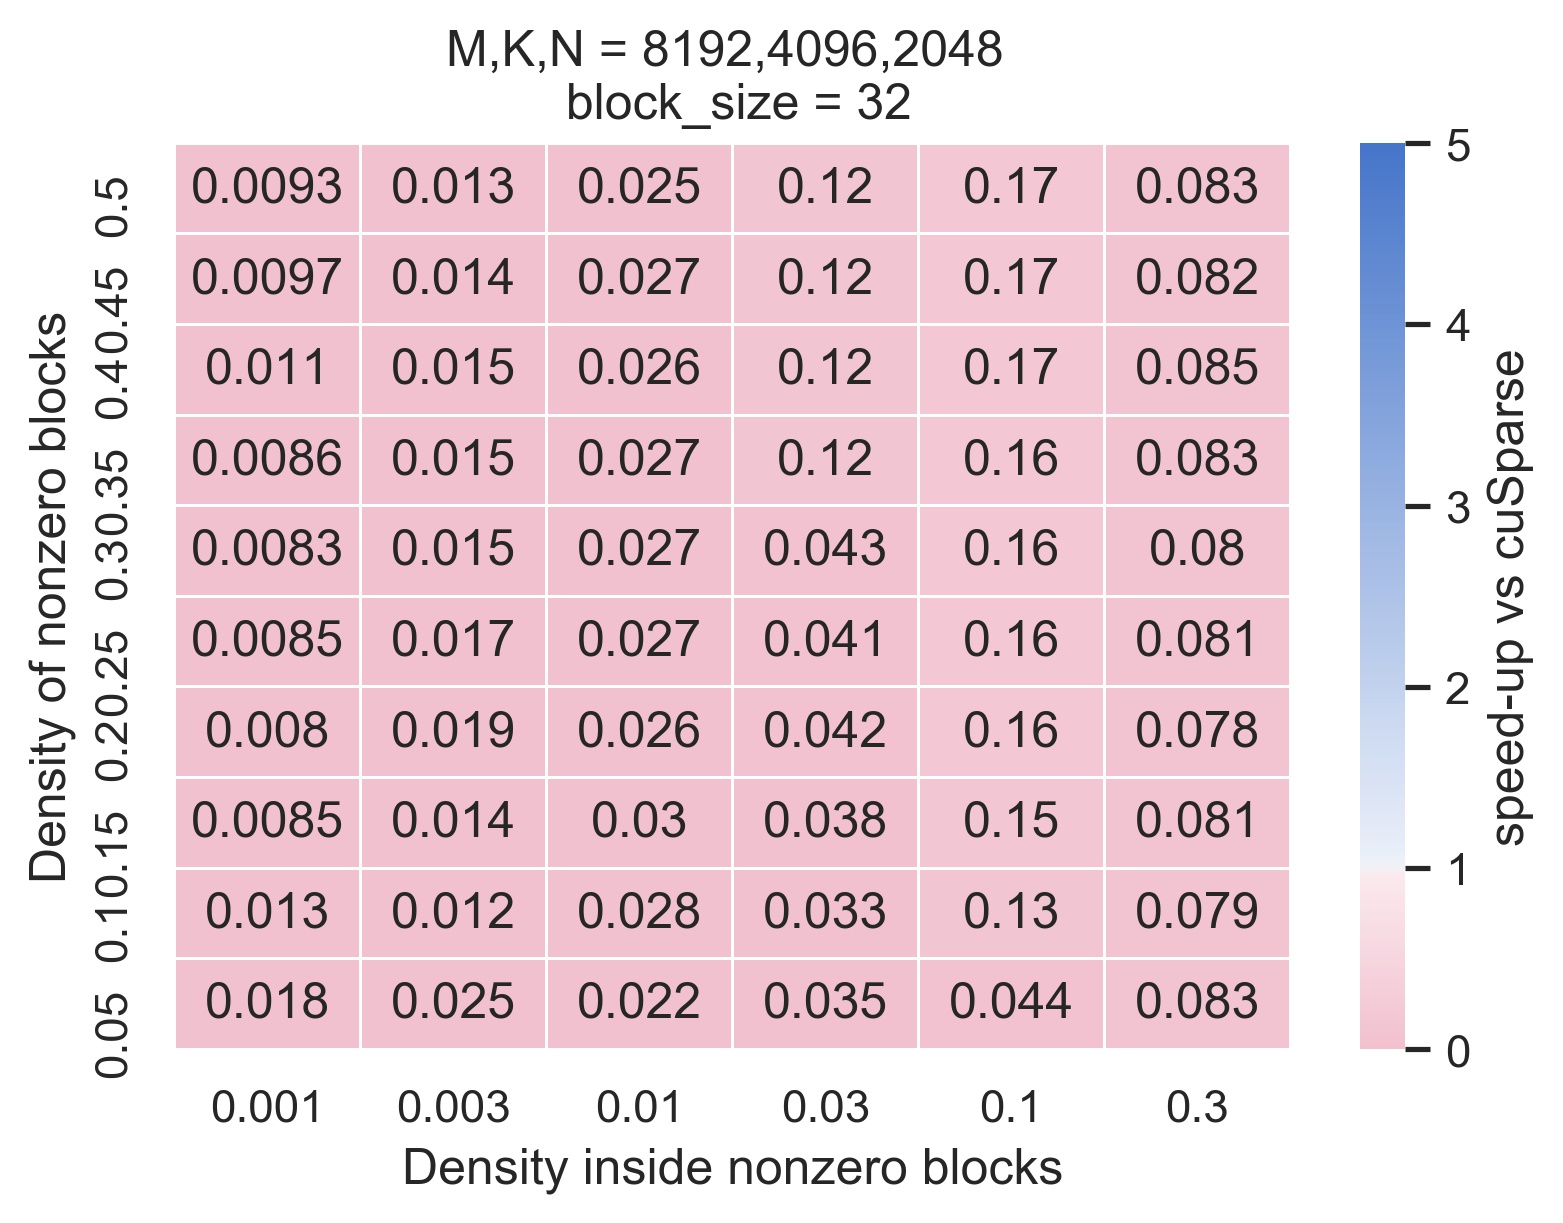 M,K,N = 8192,4096,2048
block_size = 32
Density of nonzero blocks
0.5 0.0093 0.013 0.025 0.12 0.17 0.083
0.45 0.0097 0.014 0.027 0.12 0.17 0.082
0.4 0.011 0.015 0.026 0.12 0.17 0.085
0.35 0.0086 0.015 0.027 0.12 0.16 0.083
0.3 0.0083 0.015 0.027 0.043 0.16 0.08
0.25 0.0085 0.017 0.027 0.041 0.16 0.081
0.2 0.008 0.019 0.026 0.042 0.16 0.078
0.15 0.0085 0.014 0.03 0.038 0.15 0.081
0.1 0.013 0.012 0.028 0.033 0.13 0.079
0.05 0.018 0.025 0.022 0.035 0.044 0.083
0.001 0.003 0.01 0.03 0.1 0.3
Density inside nonzero blocks
5
4
3
2
1
0
speed-up vs cuSparse